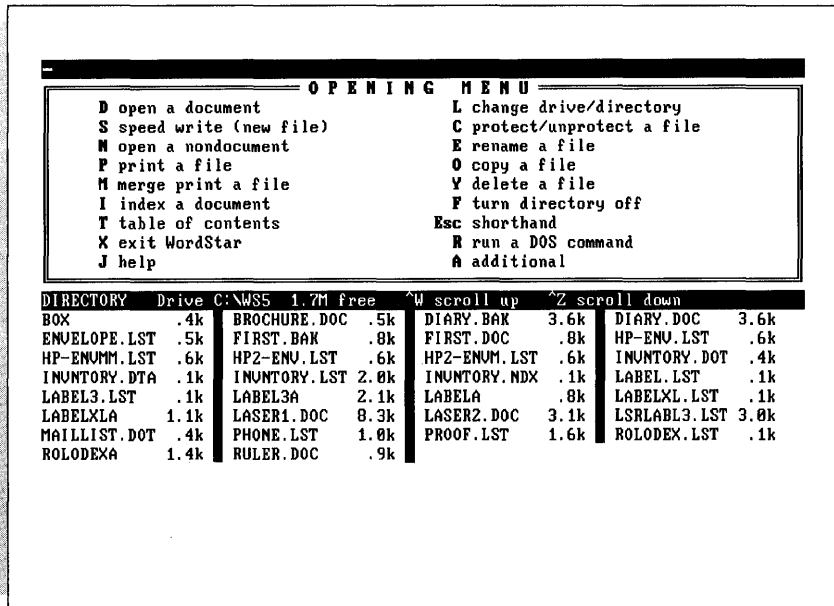 OPENING MENU
D open a document L change drive/directory
S speed write (new file) C protect/unprotect a file
N open a nondocument E rename a file
P print a file O copy a file
M merge print a file Y delete a file
I index a document F turn directory off
T table of contents Esc shorthand
X exit WordStar R run a DOS command
J help A additional
DIRECTORY Drive C:\WS5 1.7M free ^W scroll up ^Z scroll down
BOX .4k BROCHURE.DOC .5k DIARY.BAK 3.6k DIARY.DOC 3.6k
ENVELOPE.LST .5k FIRST.BAK .8k FIRST.DOC .8k HP-ENV.LST .6k
HP-ENVMM.LST .6k HP2-ENV.LST .6k HP2-ENVM.LST .6k INVNTORY.DOT .4k
INVNTORY.DTA .1k INVNTORY.LST 2.0k INVNTORY.NDX .1k LABEL.LST .1k
LABEL3.LST .1k LABEL3A 2.1k LABELA .8k LABELXL.LST .1k
LABELXLA 1.1k LASER1.DOC 8.3k LASER2.DOC 3.1k LSRLABL3.LST 3.0k
MAILLIST.DOT .4k PHONE.LST 1.0k PROOF.LST 1.6k ROLODEX.LST .1k
ROLODEXA 1.4k RULER.DOC .9k